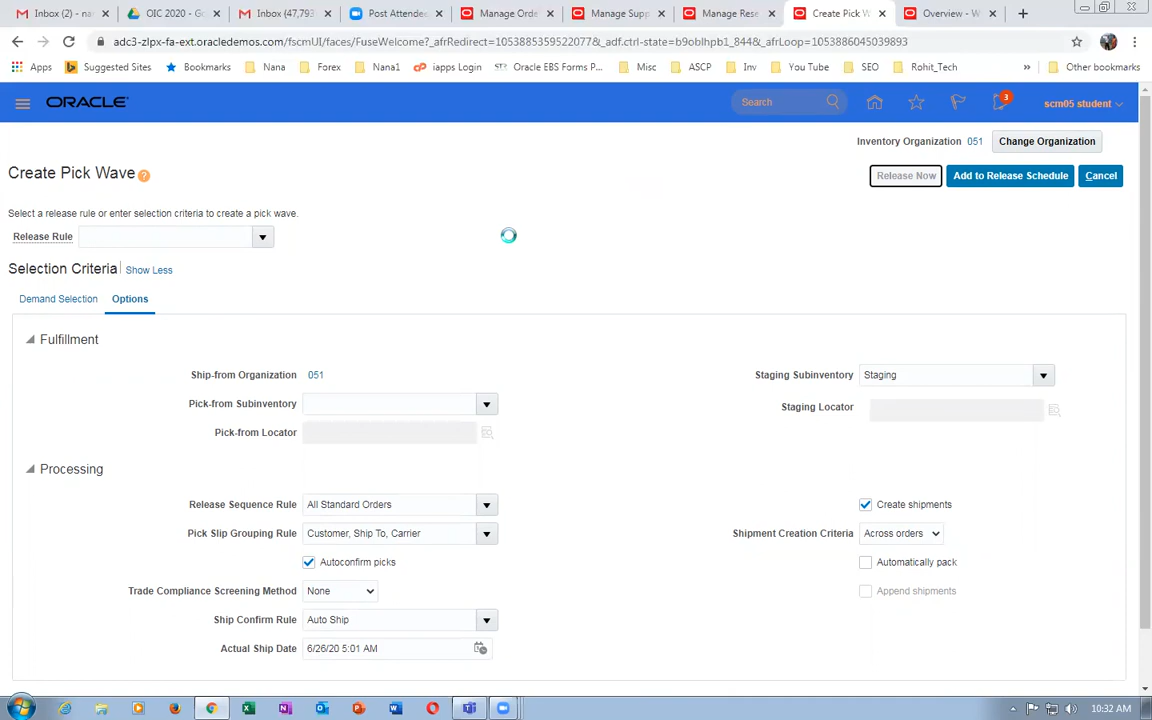 Inbox (2) - na
OIC 2020 - Go
Inbox (47,793
Post Attendee
Manage Orde
Manage Supp
Manage Rese
Create Pick W
Overview - W
adc3-zlpx-fa-ext.oracledemos.com/fscmUI/faces/FuseWelcome?_afrRedirect=10538853595220778&_adf.ctrl-state=b9oblhpb1_844&_afrLoop=1053886045039893
Apps
Suggested Sites
Bookmarks
Nana
Forex
Nana1
iapps Login
Oracle EBS Forms P...
Misc
ASCP
Inv
You Tube
SEO
Rohit_Tech
»
Other bookmarks
ORACLE
Search
3
scm05 student
Inventory Organization 051 Change Organization
Create Pick Wave
Release Now Add to Release Schedule Cancel
Select a release rule or enter selection criteria to create a pick wave.
Release Rule
Selection Criteria Show Less
Demand Selection Options
Fulfillment
Ship-from Organization 051
Staging Subinventory Staging
Pick-from Subinventory
Staging Locator
Pick-from Locator
Processing
Release Sequence Rule All Standard Orders
Create shipments
Pick Slip Grouping Rule Customer, Ship To, Carrier
Shipment Creation Criteria Across orders
Autoconfirm picks
Automatically pack
Trade Compliance Screening Method None
Append shipments
Ship Confirm Rule Auto Ship
Actual Ship Date 6/26/20 5:01 AM
10:32 AM